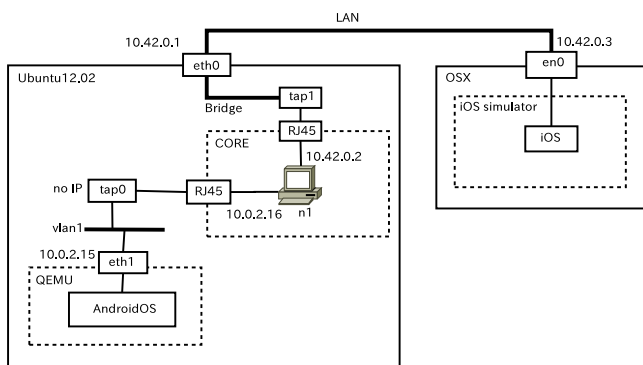 LAN
10.42.0.1
10.42.0.3
eth0
en0
Ubuntu12.02
OSX
Bridge
tap1
iOS simulator
RJ45
iOS
CORE
10.42.0.2
no IP
tap0
RJ45
10.0.2.16
n1
vlan1
10.0.2.15
eth1
QEMU
AndroidOS